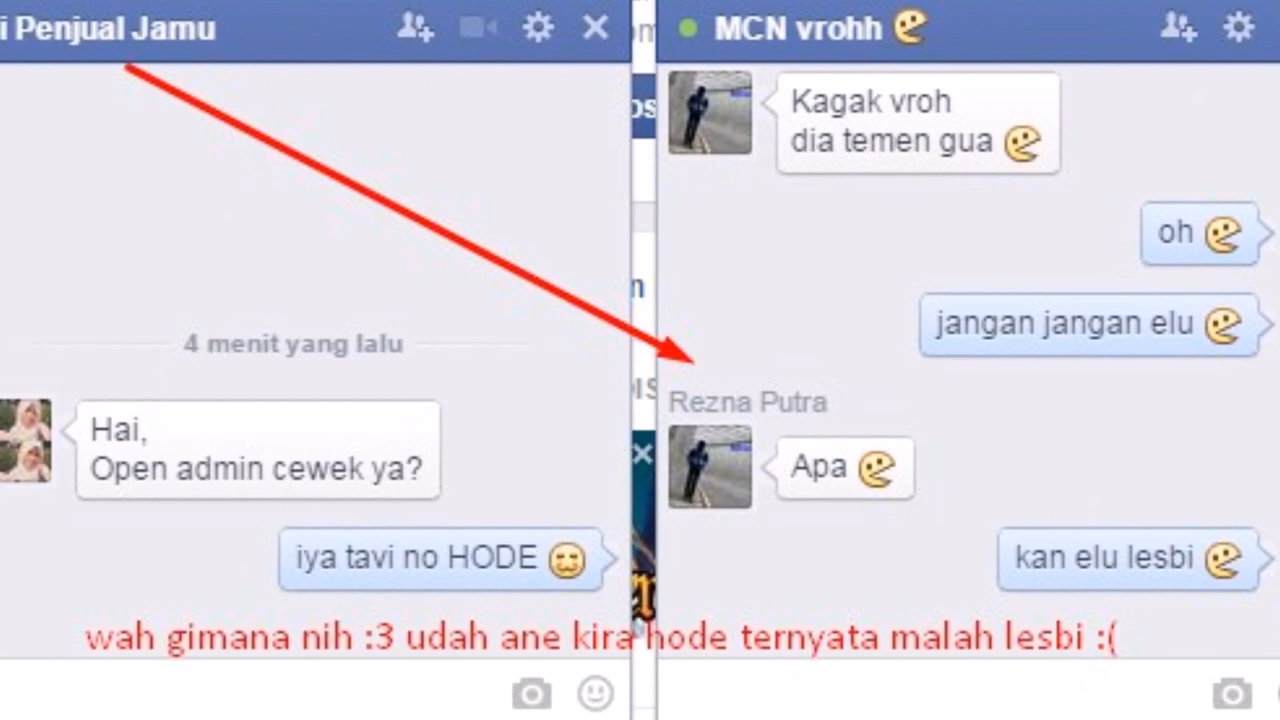 i Penjual Jamu
4 menit yang lalu
Hai,
Open admin cewek ya?
iya tavi no HODE
MCN vrohh
Kagak vroh
dia temen gua
oh
jangan jangan elu
Rezna Putra
Apa
kan elu lesbi
wah gimana nih :3 udah ane kira hode ternyata malah lesbi :(